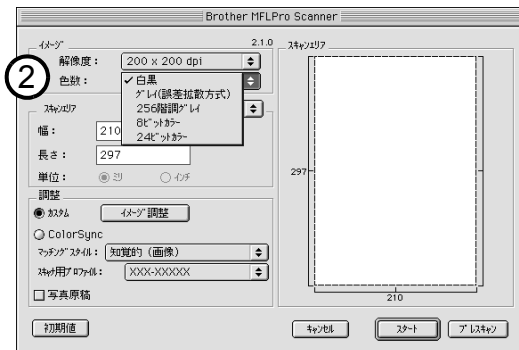 Brother MFLPro Scanner
イメージ 2.1.0 スキャンエリア
解像度： 200 x 200 dpi
② 色数： ✓白黒
グレイ(誤差拡散方式)
256階調グレイ
8ビットカラー
24ビットカラー
スキャンエリア
幅： 210
長さ： 297
単位： ミリ インチ
297
調整
カスタム イメージ調整
ColorSync
マッチングスタイル： 知覚的（画像）
スキャナ用プロファイル： XXX-XXXXX
写真原稿
210
初期値 キャンセル スタート プレスキャン